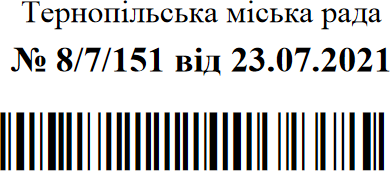 Тернопільська міська рада
№ 8/7/151 від 23.07.2021